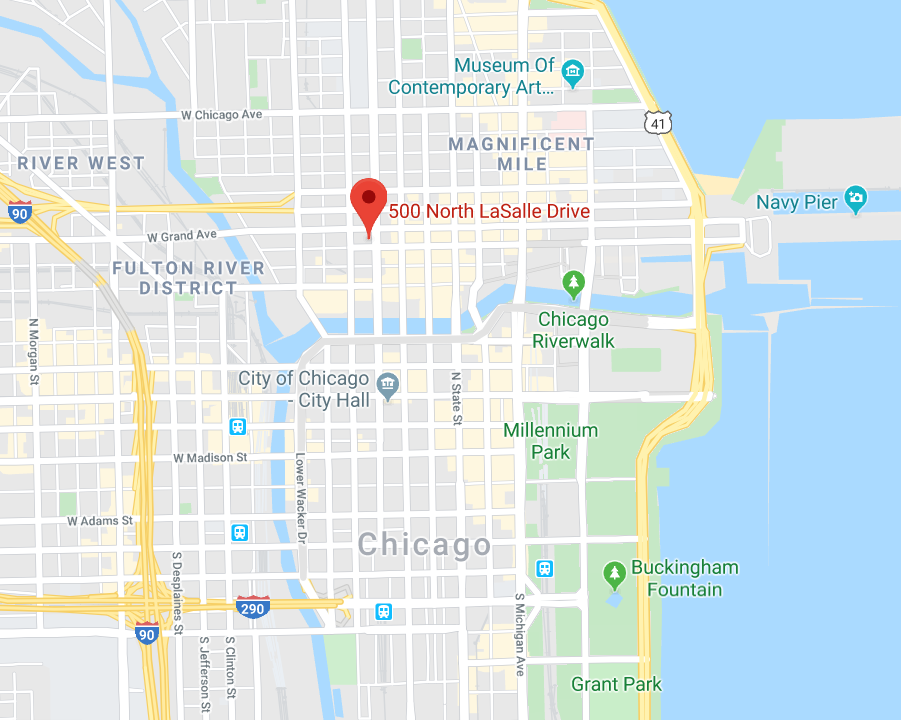 Museum Of
Contemporary Art...
W Chicago Ave
41
MAGNIFICENT
MILE
RIVER WEST
90
500 North LaSalle Drive
Navy Pier
W Grand Ave
FULTON RIVER
DISTRICT
Chicago
Riverwalk
N Morgan St
City of Chicago
- City Hall
N State St
Millennium
Park
W Madison St
Lower Wacker Dr
W Adams St
Chicago
S Desplaines St
Buckingham
Fountain
290
90
S Jefferson St
S Clinton St
S Michigan Ave
Grant Park